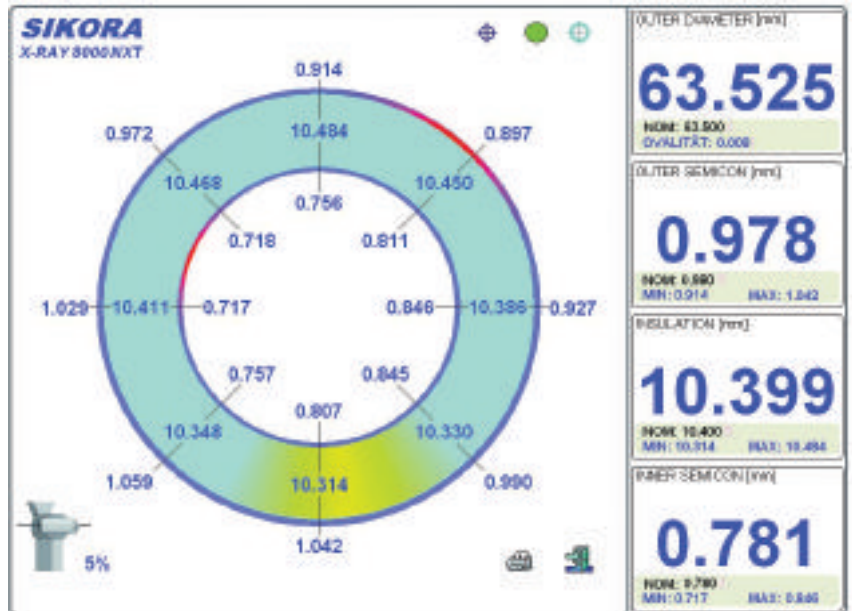 SIKORA
X-RAY 8000 NXT
0.914
0.972
10.484
0.897
10.468
10.450
0.756
0.718
0.811
1.029
10.411
0.717
0.846
10.386
0.927
0.757
0.845
0.807
10.348
10.330
1.059
10.314
0.990
1.042
5%
OUTER DIAMETER [mm]
63.525
NOM: 63.500
OVALITÄT: 0.008
OUTER SEMICON [mm]
0.978
NOM: 0.980
MIN: 0.914 MAX: 1.042
INSULATION [mm]
10.399
NOM: 10.400
MIN: 10.314 MAX: 10.484
INNER SEMICON [mm]
0.781
NOM: 0.780
MIN: 0.717 MAX: 0.846